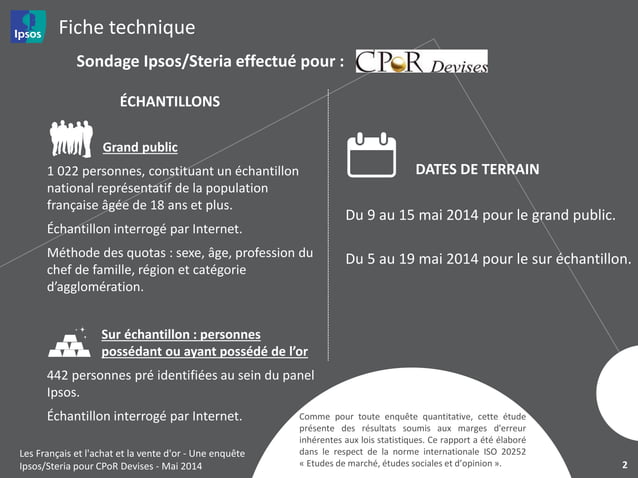 Ipsos
Fiche technique
Sondage Ipsos/Steria effectué pour :
CPoR Devises
ÉCHANTILLONS
Grand public
1 022 personnes, constituant un échantillon
national représentatif de la population
française âgée de 18 ans et plus.
Échantillon interrogé par Internet.
Méthode des quotas : sexe, âge, profession du
chef de famille, région et catégorie
d’agglomération.
Sur échantillon : personnes
possédant ou ayant possédé de l’or
442 personnes pré identifiées au sein du panel
Ipsos.
Échantillon interrogé par Internet.
DATES DE TERRAIN
Du 9 au 15 mai 2014 pour le grand public.
Du 5 au 19 mai 2014 pour le sur échantillon.
Comme pour toute enquête quantitative, cette étude
présente des résultats soumis aux marges d'erreur
inhérentes aux lois statistiques. Ce rapport a été élaboré
dans le respect de la norme internationale ISO 20252
« Etudes de marché, études sociales et d’opinion ».
Les Français et l'achat et la vente d'or - Une enquête
Ipsos/Steria pour CPoR Devises - Mai 2014
2